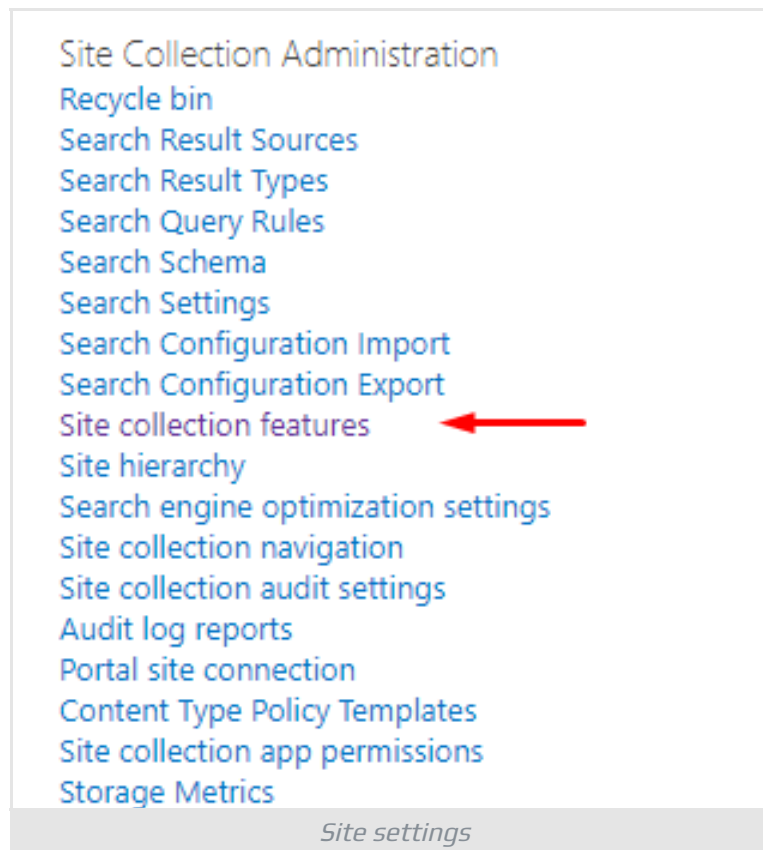 Site Collection Administration
Recycle bin
Search Result Sources
Search Result Types
Search Query Rules
Search Schema
Search Settings
Search Configuration Import
Search Configuration Export
Site collection features
Site hierarchy
Search engine optimization settings
Site collection navigation
Site collection audit settings
Audit log reports
Portal site connection
Content Type Policy Templates
Site collection app permissions
Storage Metrics
Site settings